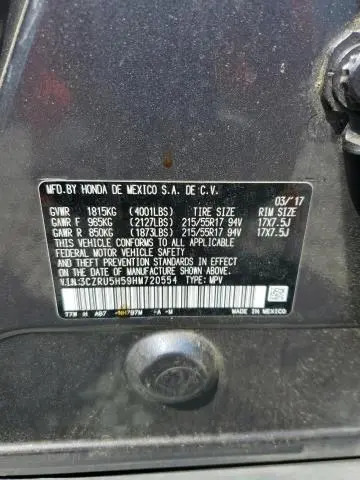 MFD.BY HONDA DE MEXICO S.A. DE C.V.
03/'17
GVWR 1815KG (4001LBS) TIRE SIZE RIM SIZE
GAWR F 965KG (2127LBS) 215/55R17 94V 17X7.5J
GAWR R 850KG (1873LBS) 215/55R17 94V 17X7.5J
THIS VEHICLE CONFORMS TO ALL APPLICABLE
FEDERAL MOTOR VEHICLE SAFETY AND THEFT
PREVENTION STANDARDS IN EFFECT ON THE DATE
OF MANUFACTURE SHOWN ABOVE.
V.I.N.:3CZRU5H59HM720554 TYPE: MPV
T7W H AB7 NH797M -A -M
MADE IN MEXICO